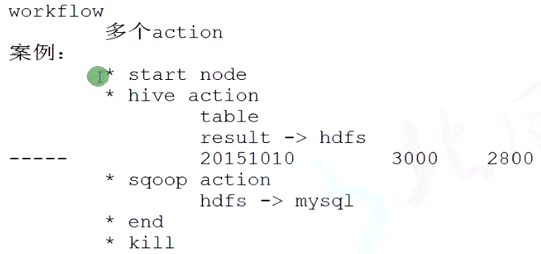 workflow
多个action
案例：
* start node
* hive action
table
result -> hdfs
----- 20151010 3000 2800
* sqoop action
hdfs -> mysql
* end
* kill